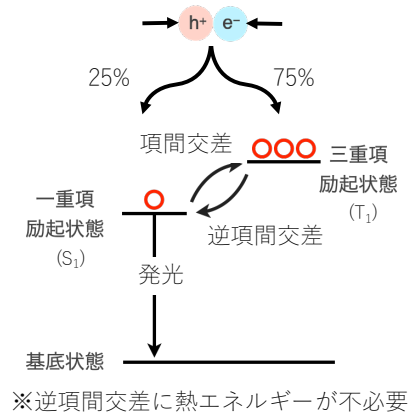 h⁺ e⁻
25%
75%
項間交差
三重項
励起状態
(T₁)
一重項
励起状態
(S₁)
逆項間交差
発光
基底状態
※逆項間交差に熱エネルギーが不必要